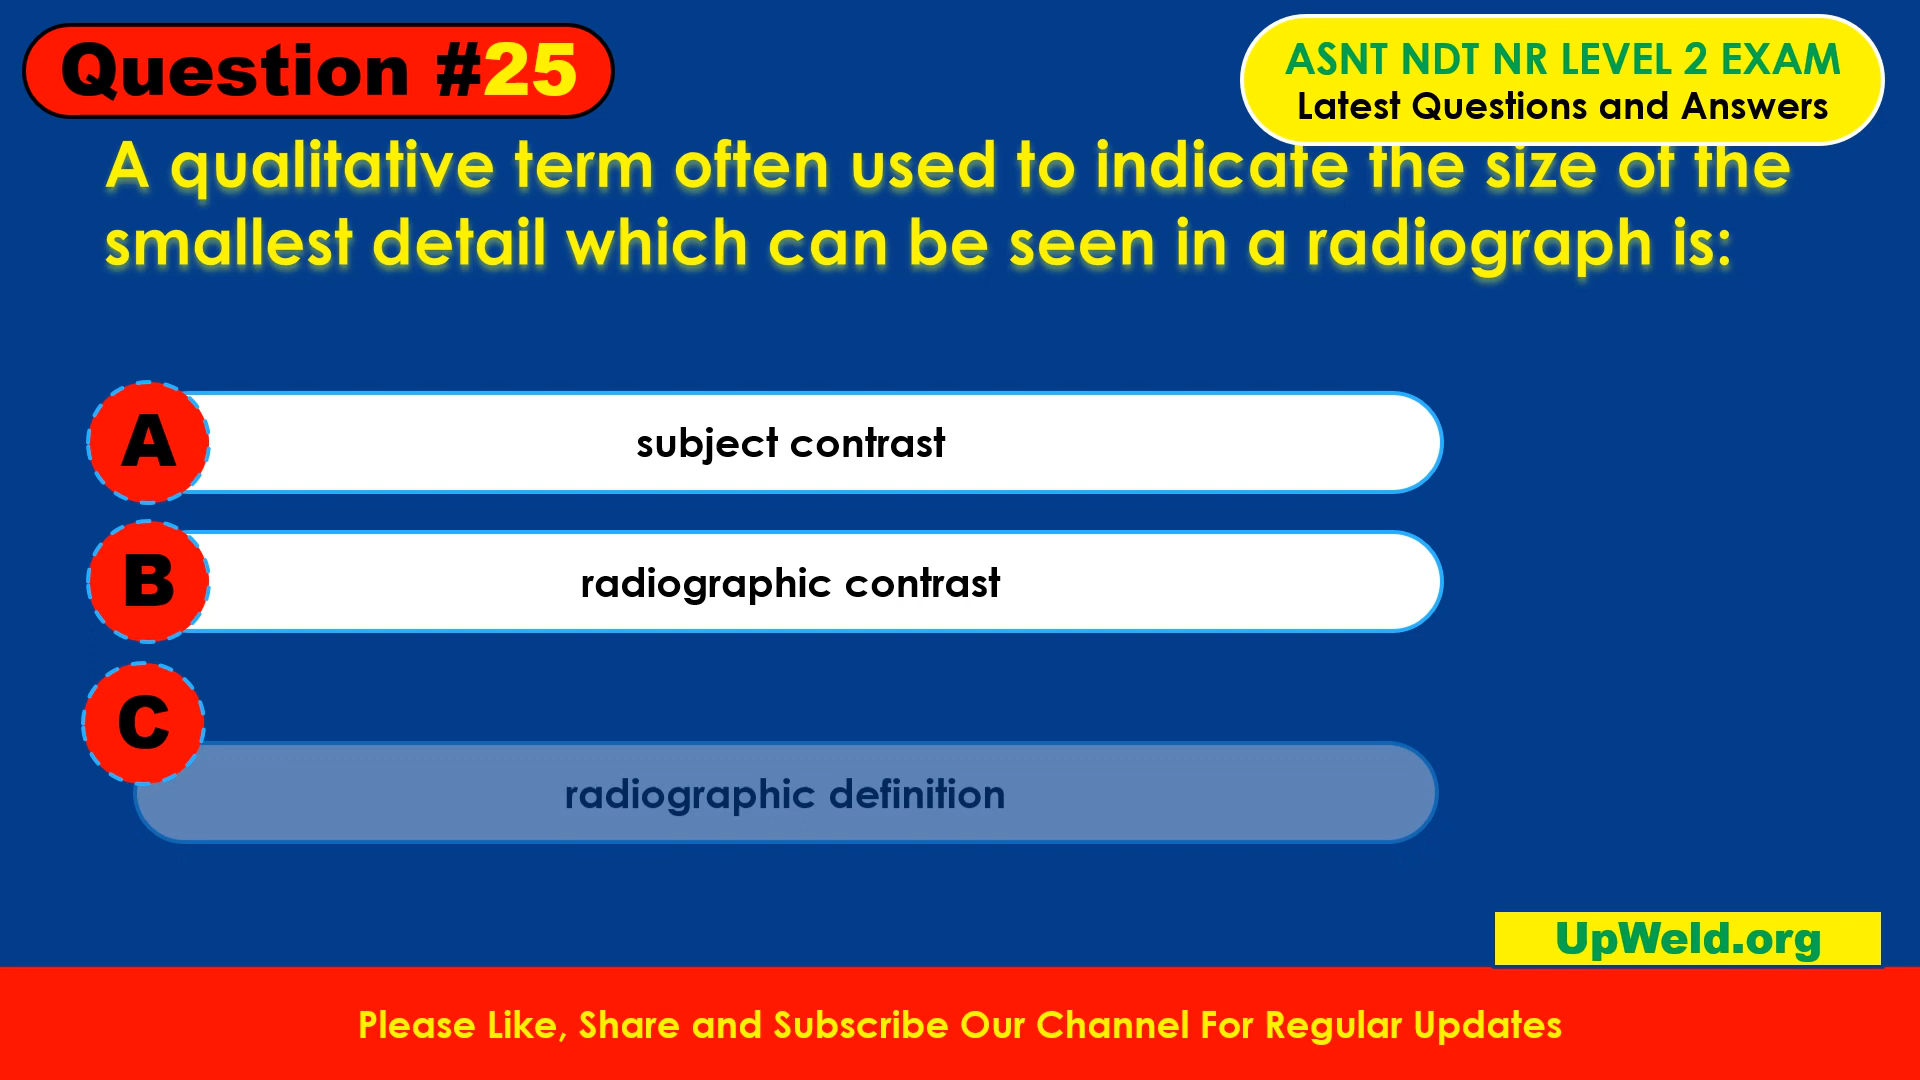 Question #25
ASNT NDT NR LEVEL 2 EXAM
Latest Questions and Answers
A qualitative term often used to indicate the size of the
smallest detail which can be seen in a radiograph is:
A
subject contrast
B
radiographic contrast
C
radiographic definition
UpWeld.org
Please Like, Share and Subscribe Our Channel For Regular Updates